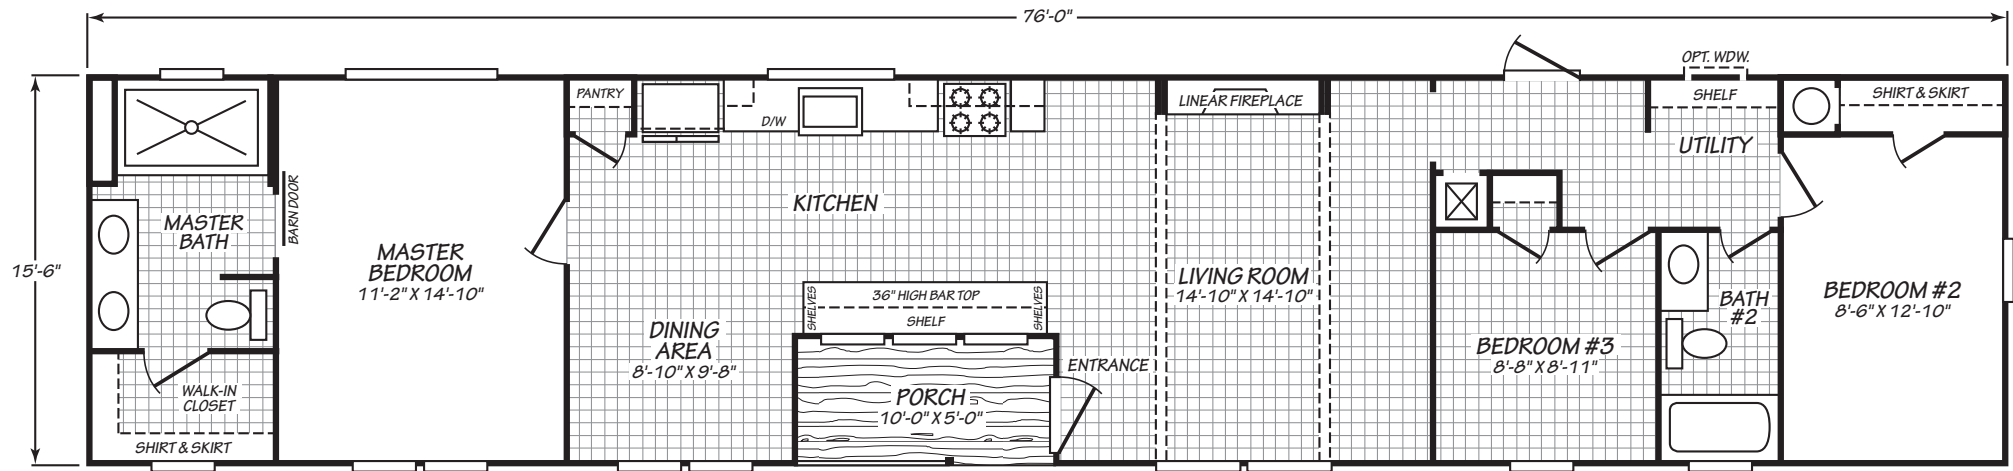 76'-0"
15'-6"
OPT. WDW.
PANTRY
D/W
LINEAR FIREPLACE
SHELF
SHIRT & SKIRT
UTILITY
BARN DOOR
MASTER
BATH
KITCHEN
MASTER
BEDROOM
11'-2" X 14'-10"
LIVING ROOM
14'-10" X 14'-10"
SHELVES
36" HIGH BAR TOP
SHELF
SHELVES
BEDROOM #2
8'-6" X 12'-10"
BATH
#2
DINING
AREA
8'-10" X 9'-8"
BEDROOM #3
8'-8" X 8'-11"
ENTRANCE
WALK-IN
CLOSET
PORCH
10'-0" X 5'-0"
SHIRT & SKIRT